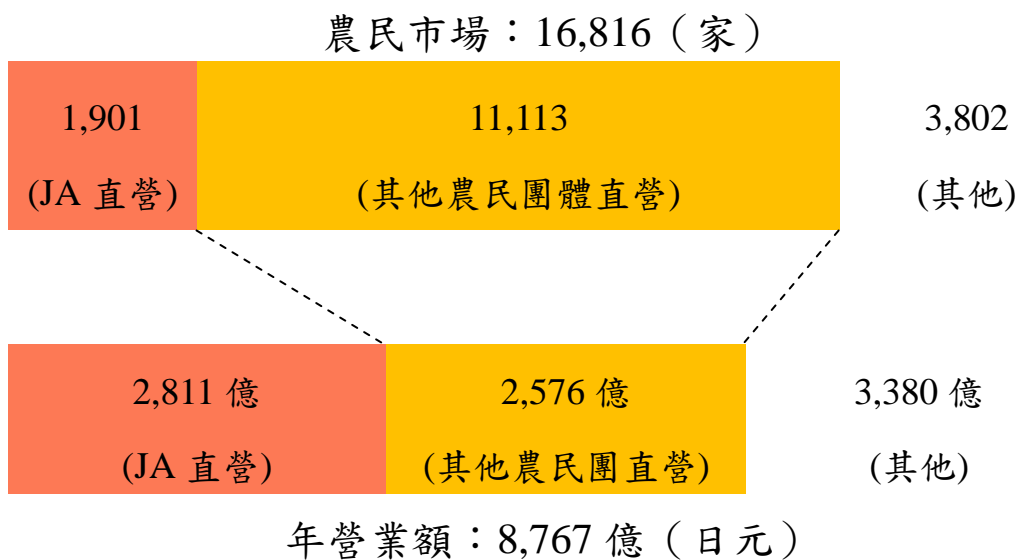 農民市場：16,816（家）
1,901
(JA 直營)
11,113
(其他農民團體直營)
3,802
(其他)
2,811 億
(JA 直營)
2,576 億
(其他農民團直營)
3,380 億
(其他)
年營業額：8,767 億（日元）